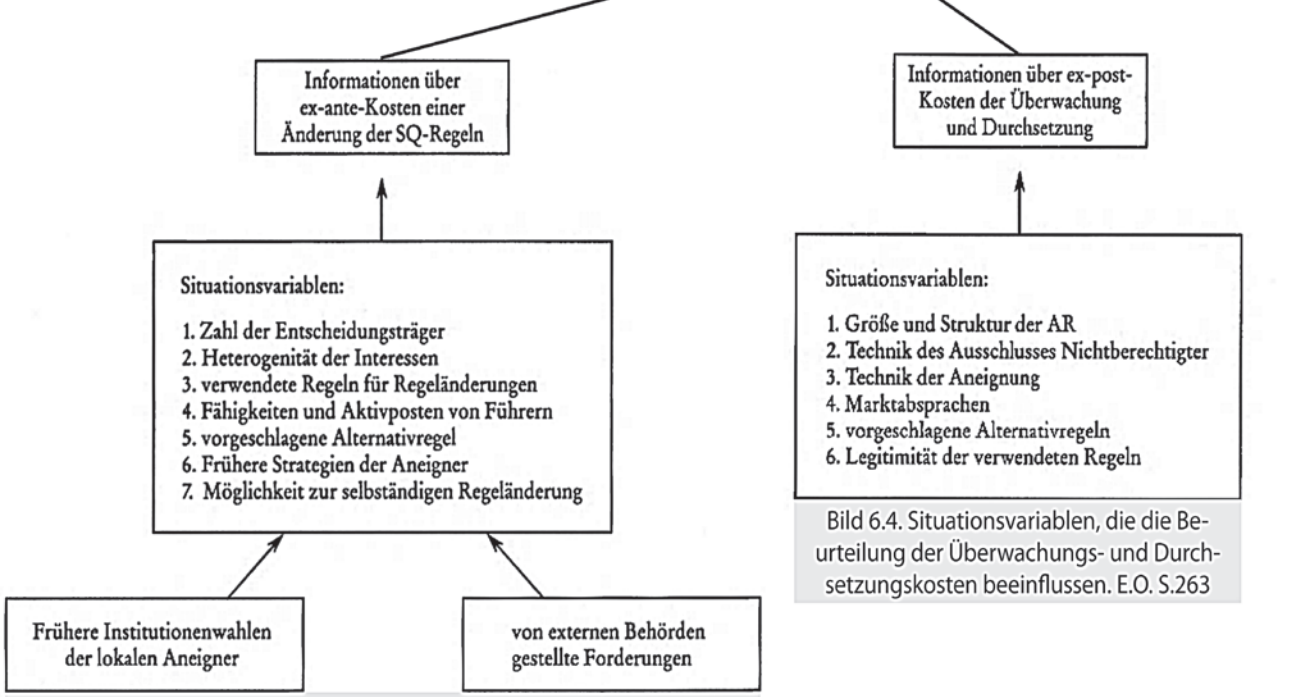 Informationen über
ex-ante-Kosten einer
Änderung der SQ-Regeln
Informationen über ex-post-
Kosten der Überwachung
und Durchsetzung
Situationsvariablen:
1. Zahl der Entscheidungsträger
2. Heterogenität der Interessen
3. verwendete Regeln für Regeländerungen
4. Fähigkeiten und Aktivposten von Führern
5. vorgeschlagene Alternativregel
6. Frühere Strategien der Aneigner
7. Möglichkeit zur selbständigen Regeländerung
Situationsvariablen:
1. Größe und Struktur der AR
2. Technik des Ausschlusses Nichtberechtigter
3. Technik der Aneignung
4. Marktabsprachen
5. vorgeschlagene Alternativregeln
6. Legitimität der verwendeten Regeln
Bild 6.4. Situationsvariablen, die die Be-
urteilung der Überwachungs- und Durch-
setzungskosten beeinflussen. E.O. S.263
Frühere Institutionenwahlen
der lokalen Aneigner
von externen Behörden
gestellte Forderungen